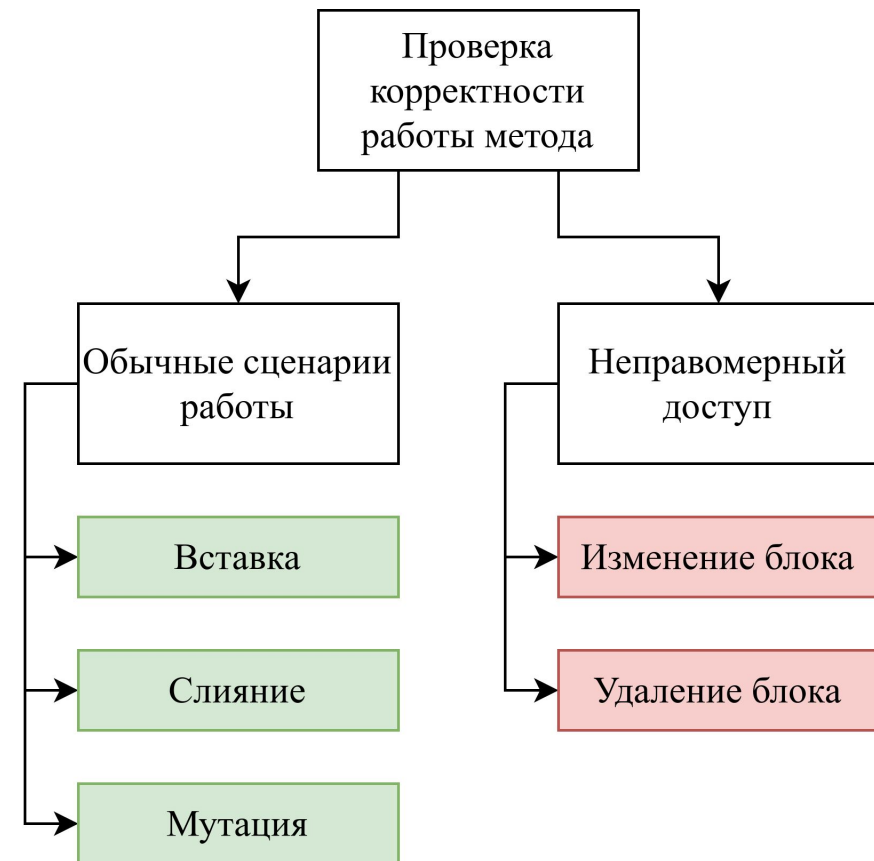 Проверка
корректности
работы метода
Обычные сценарии
работы
Неправомерный
доступ
Вставка
Изменение блока
Слияние
Удаление блока
Мутация